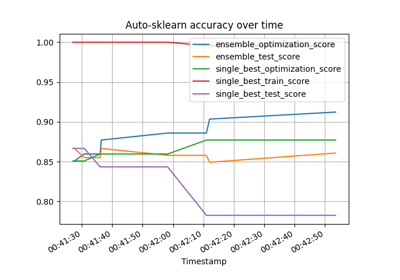 Auto-sklearn accuracy over time
1.00
0.95
0.90
0.85
0.80
ensemble_optimization_score
ensemble_test_score
single_best_optimization_score
single_best_train_score
single_best_test_score
00:41:30
00:41:40
00:41:50
00:42:00
00:42:10
00:42:20
00:42:30
00:42:40
00:42:50
Timestamp